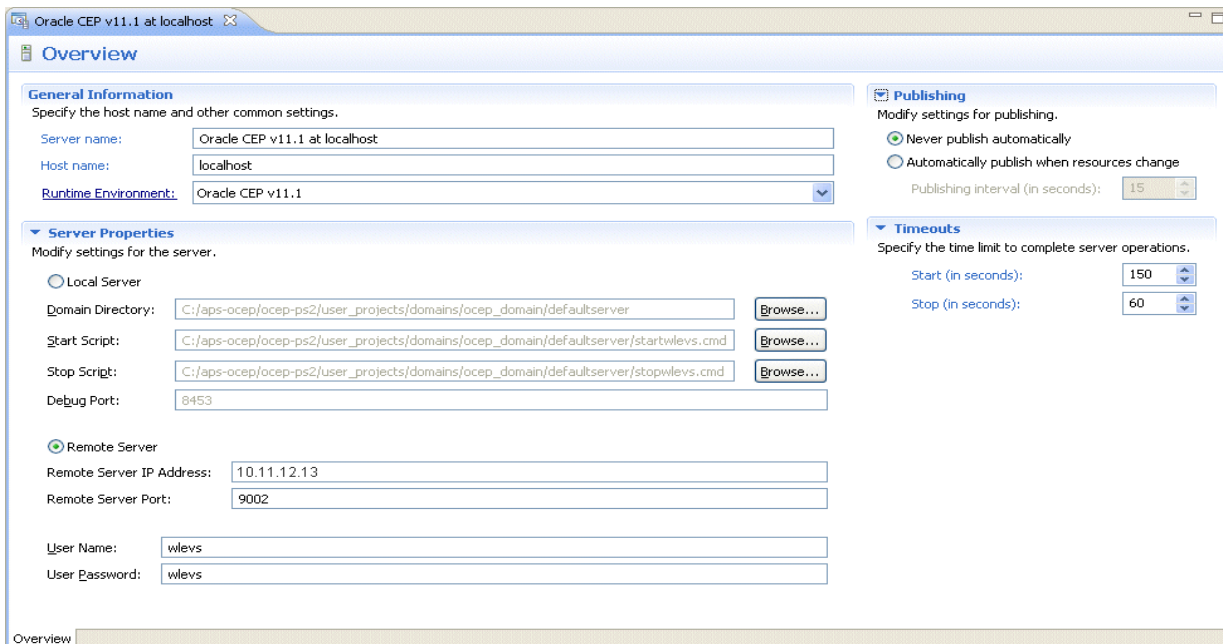 Oracle CEP v11.1 at localhost
Overview
General Information
Specify the host name and other common settings.
Server name: Oracle CEP v11.1 at localhost
Host name: localhost
Runtime Environment: Oracle CEP v11.1
Server Properties
Modify settings for the server.
Local Server
Domain Directory: C:/aps-ocep/ocep-ps2/user_projects/domains/ocep_domain/defaultserver Browse...
Start Script: C:/aps-ocep/ocep-ps2/user_projects/domains/ocep_domain/defaultserver/startwlevs.cmd Browse...
Stop Script: C:/aps-ocep/ocep-ps2/user_projects/domains/ocep_domain/defaultserver/stopwlevs.cmd Browse...
Debug Port: 8453
Remote Server
Remote Server IP Address: 10.11.12.13
Remote Server Port: 9002
User Name: wlevs
User Password: wlevs
Publishing
Modify settings for publishing.
Never publish automatically
Automatically publish when resources change
Publishing interval (in seconds): 15
Timeouts
Specify the time limit to complete server operations.
Start (in seconds): 150
Stop (in seconds): 60
Overview